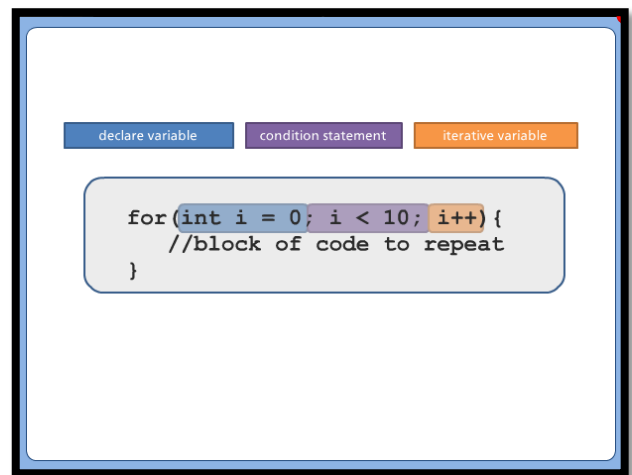 declare variable
condition statement
iterative variable
for(int i = 0; i < 10; i++){
//block of code to repeat
}